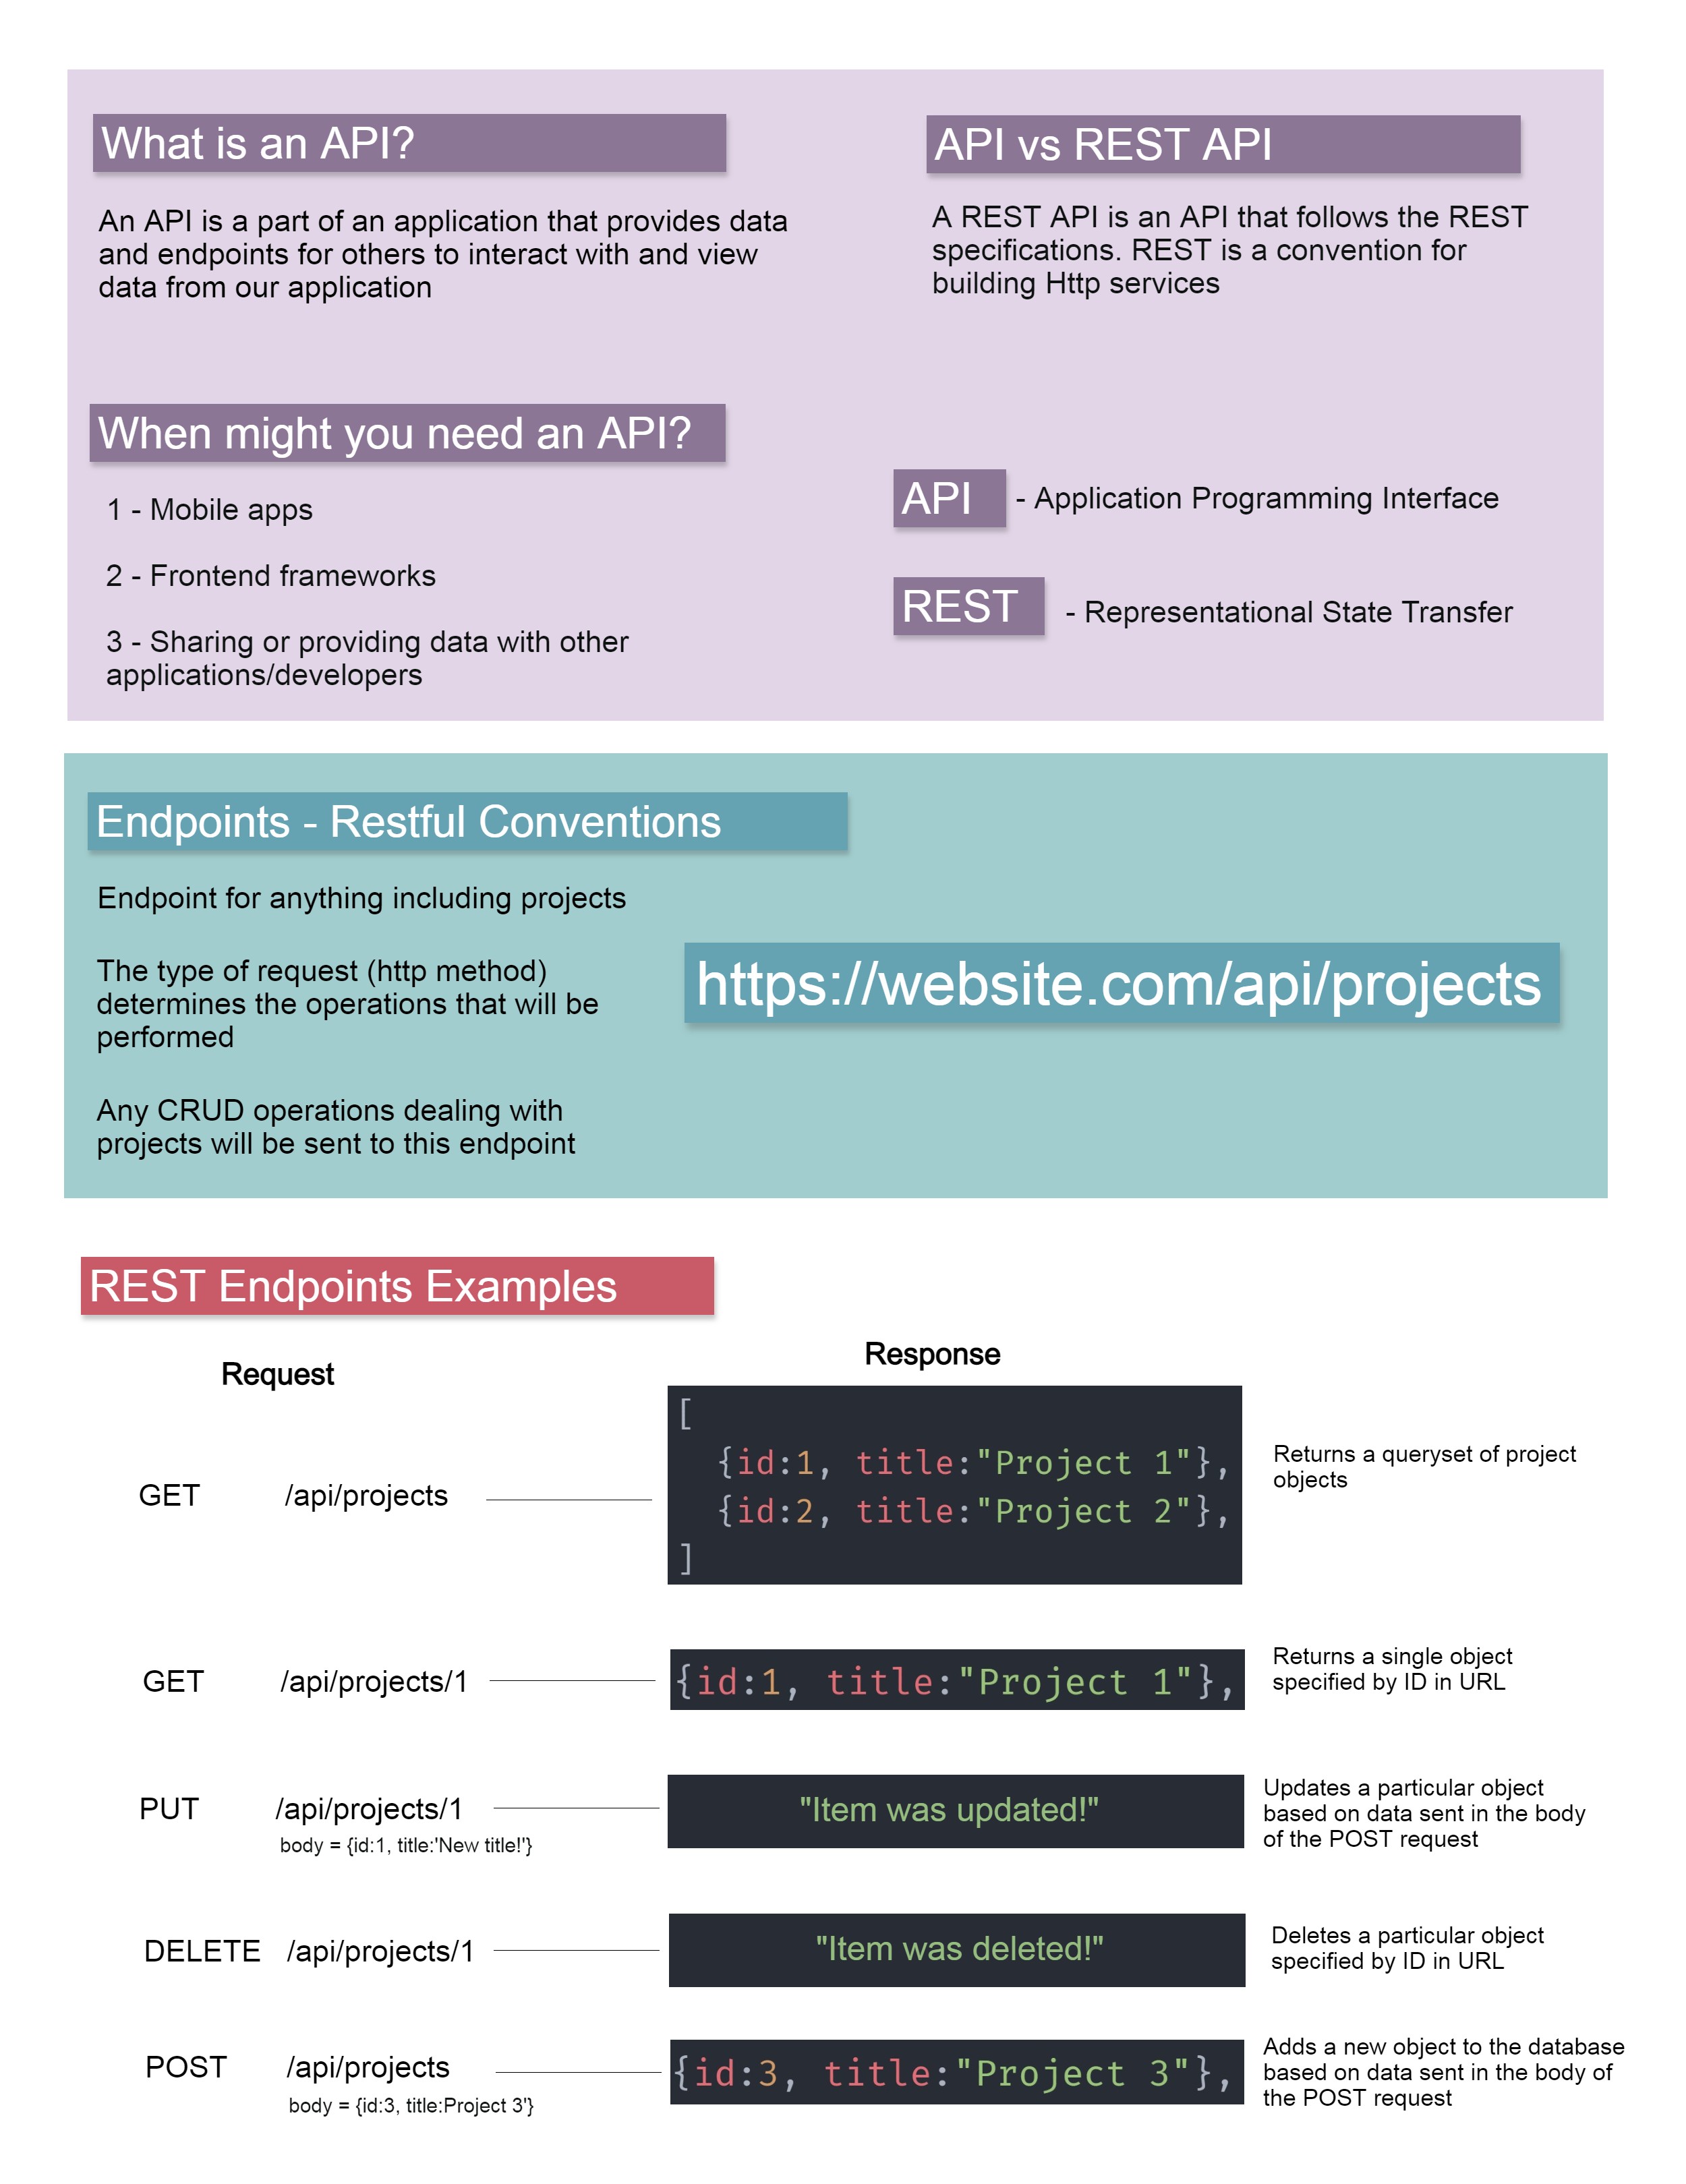 What is an API?
An API is a part of an application that provides data
and endpoints for others to interact with and view
data from our application
API vs REST API
A REST API is an API that follows the REST
specifications. REST is a convention for
building Http services
When might you need an API?
1 - Mobile apps
2 - Frontend frameworks
3 - Sharing or providing data with other
applications/developers
API - Application Programming Interface
REST - Representational State Transfer
Endpoints - Restful Conventions
Endpoint for anything including projects
The type of request (http method)
determines the operations that will be
performed
Any CRUD operations dealing with
projects will be sent to this endpoint
https://website.com/api/projects
REST Endpoints Examples
Request
Response
GET /api/projects
[
{id:1, title:"Project 1"},
{id:2, title:"Project 2"},
]
Returns a queryset of project
objects
GET /api/projects/1
{id:1, title:"Project 1"},
Returns a single object
specified by ID in URL
PUT /api/projects/1
body = {id:1, title:'New title!'}
"Item was updated!"
Updates a particular object
based on data sent in the body
of the POST request
DELETE /api/projects/1
"Item was deleted!"
Deletes a particular object
specified by ID in URL
POST /api/projects
body = {id:3, title:Project 3'}
{id:3, title:"Project 3"},
Adds a new object to the database
based on data sent in the body of
the POST request